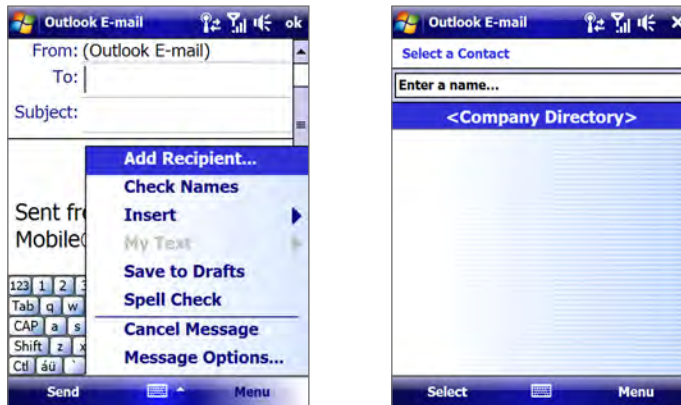 Outlook E-mail ok
From: (Outlook E-mail)
To:
Subject:
Add Recipient...
Check Names
Sent fr Insert
Mobile© My Text
Save to Drafts
Spell Check
Cancel Message
Message Options...
123 1 2 3
Tab q w
CAP a s
Shift z x
Ctl áü `
Send Menu
Outlook E-mail X
Select a Contact
Enter a name...
<Company Directory>
Select Menu